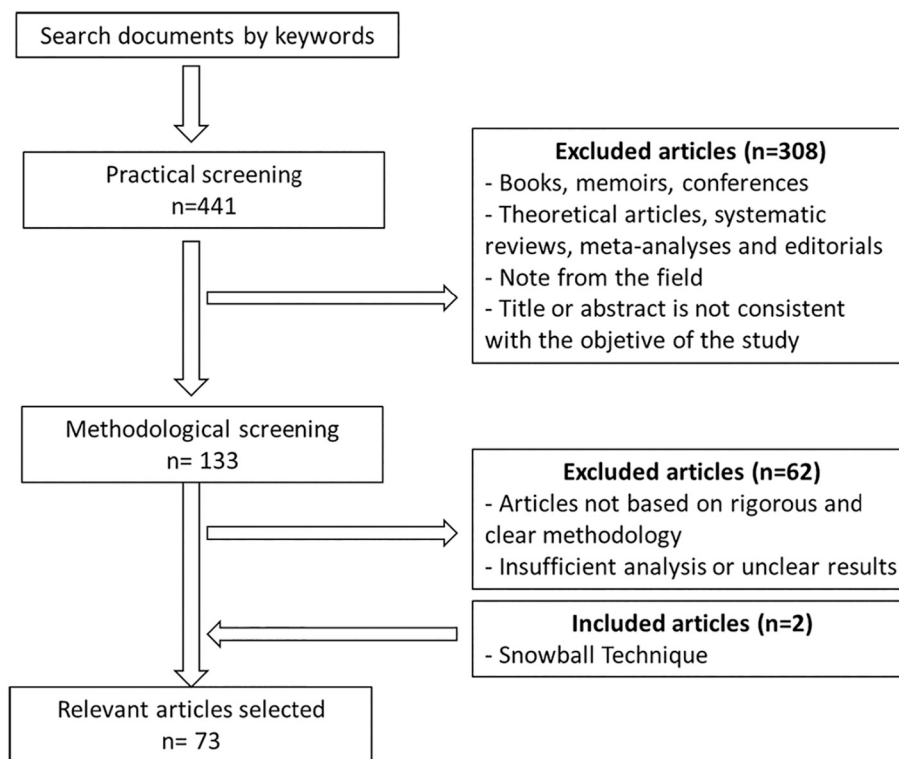 Search documents by keywords
Practical screening
n=441
Excluded articles (n=308)
- Books, memoirs, conferences
- Theoretical articles, systematic
reviews, meta-analyses and editorials
- Note from the field
- Title or abstract is not consistent
with the objetive of the study
Methodological screening
n= 133
Excluded articles (n=62)
- Articles not based on rigorous and
clear methodology
- Insufficient analysis or unclear results
Included articles (n=2)
- Snowball Technique
Relevant articles selected
n= 73